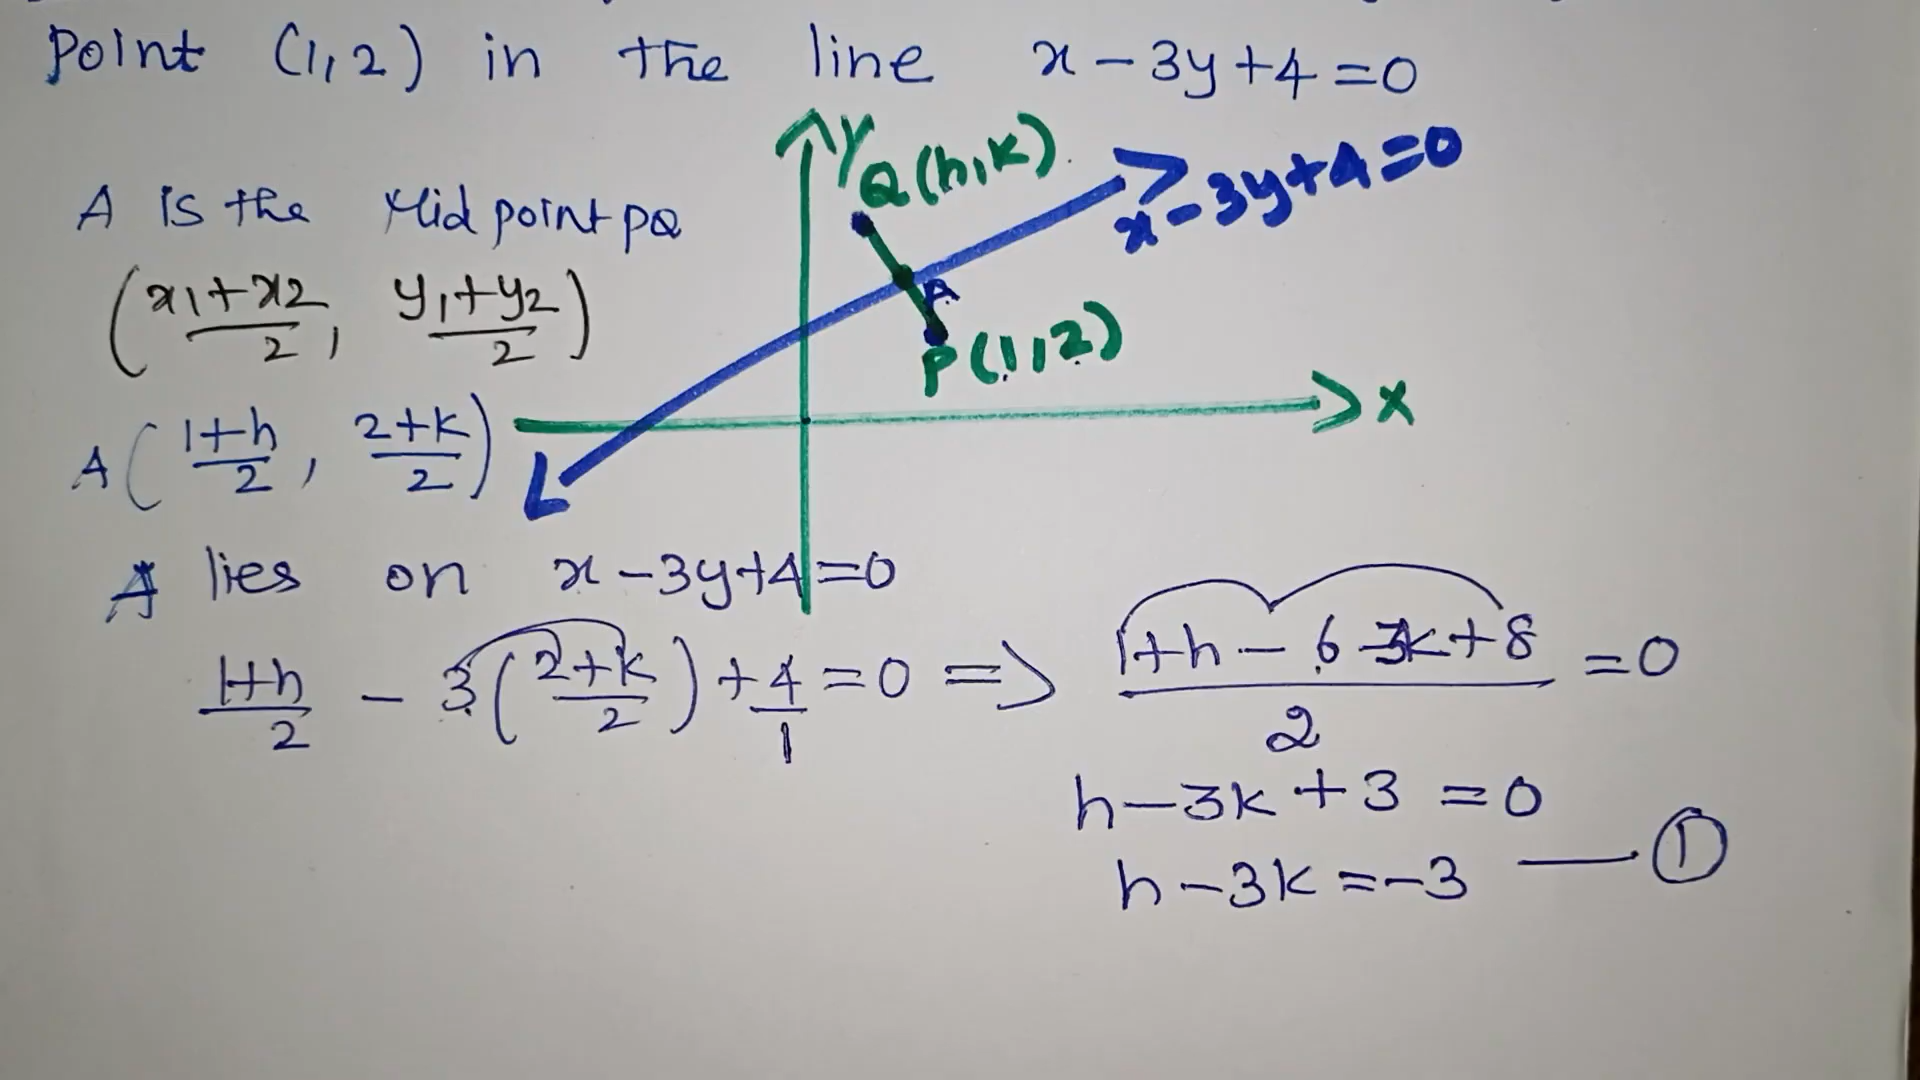 point (1,2) in the line x-3y+4=0
Y
Q(h,k)
x-3y+4=0
A is the Midpoint PQ
(x1+x2/2, y1+y2/2)
A
P(1,2)
X
A(1+h/2, 2+k/2)
A lies on x-3y+4=0
1+h/2 - 3(2+k/2)+4/1=0 => 1+h-6-3k+8/2 =0
h-3k+3=0
h-3k=-3 — ①